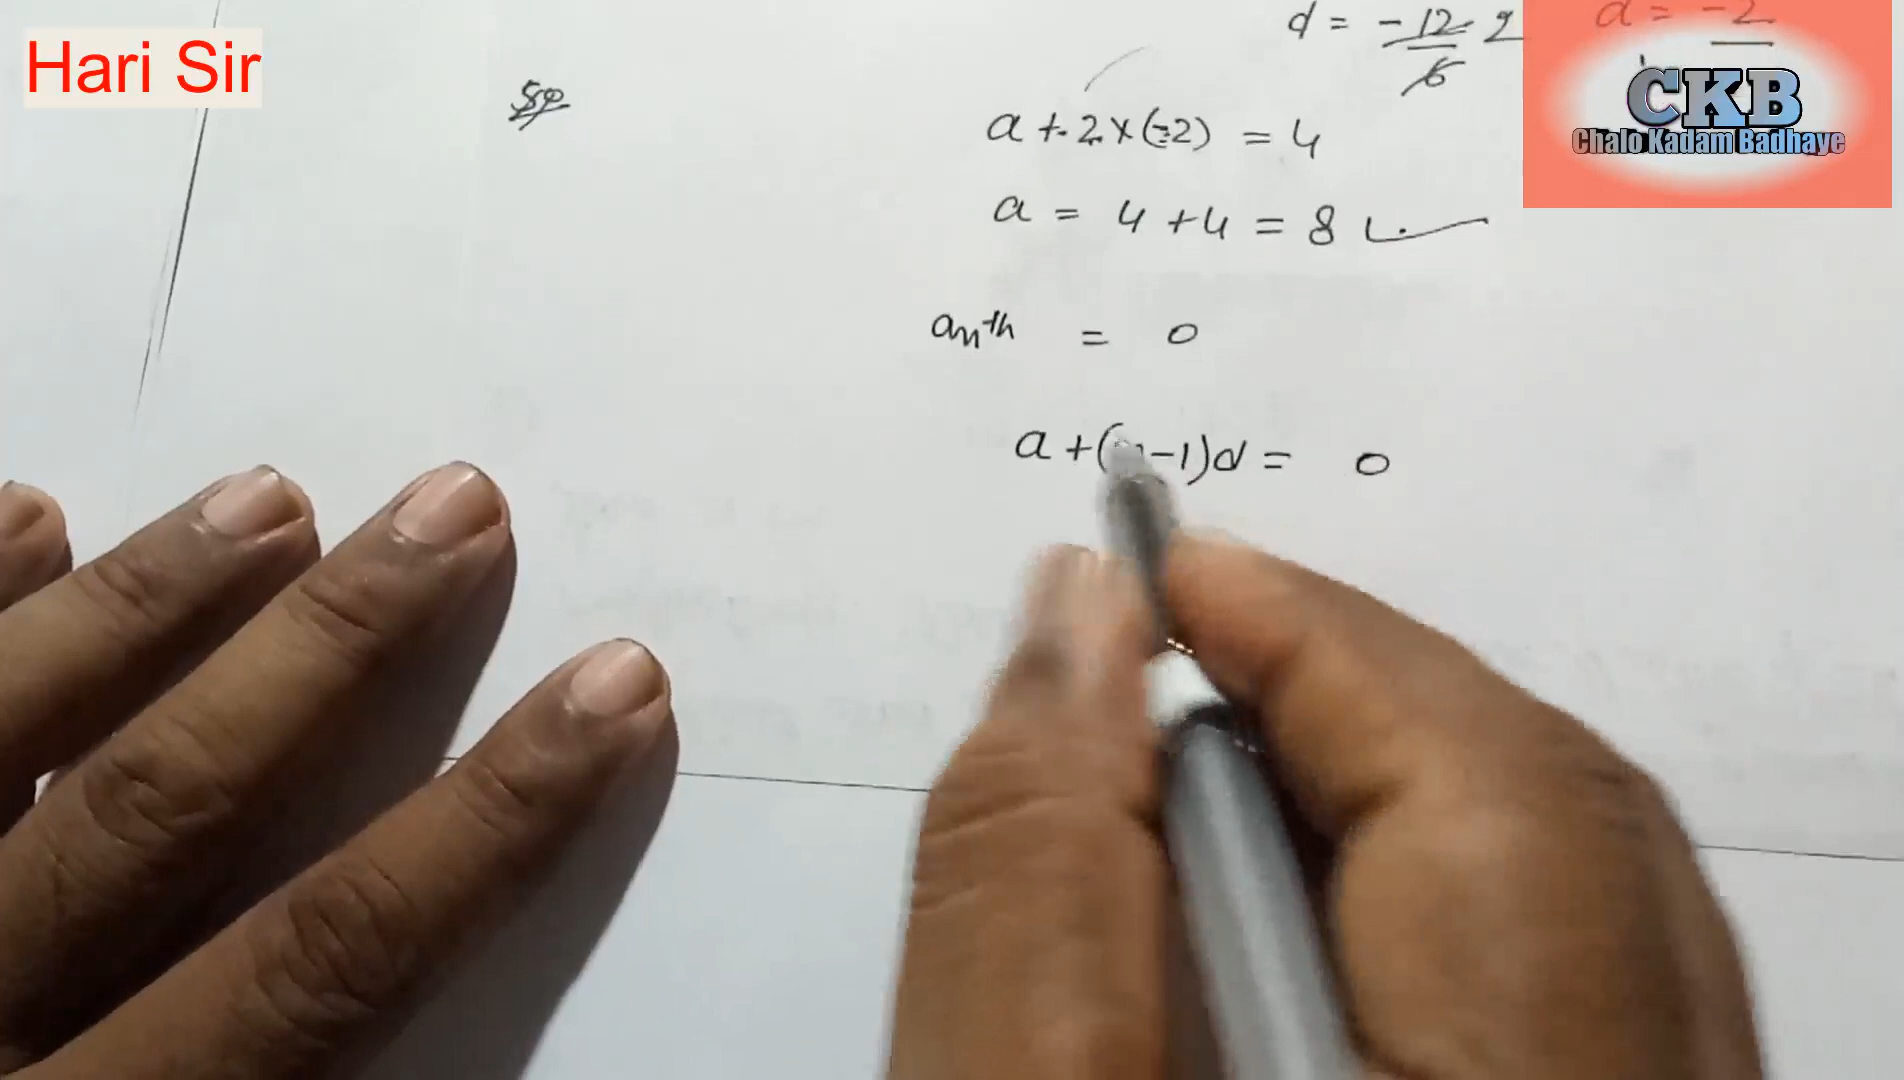 Hari Sir
d = -12 2 / 6
d = -2
CKB
Chalo Kadam Badhaye
a + 2 x (-2) = 4
a = 4 + 4 = 8
an th = 0
a + (n-1)d = 0